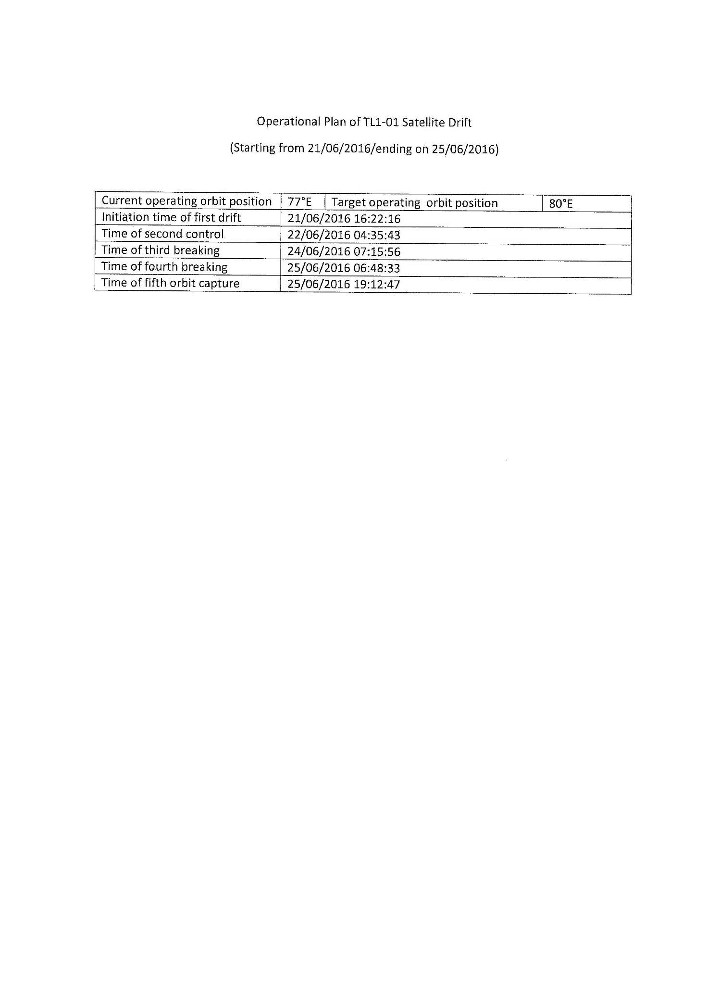 Operational Plan of TL1-01 Satellite Drift
(Starting from 21/06/2016/ending on 25/06/2016)
Current operating orbit position 77°E Target operating orbit position 80°E
Initiation time of first drift 21/06/2016 16:22:16
Time of second control 22/06/2016 04:35:43
Time of third breaking 24/06/2016 07:15:56
Time of fourth breaking 25/06/2016 06:48:33
Time of fifth orbit capture 25/06/2016 19:12:47